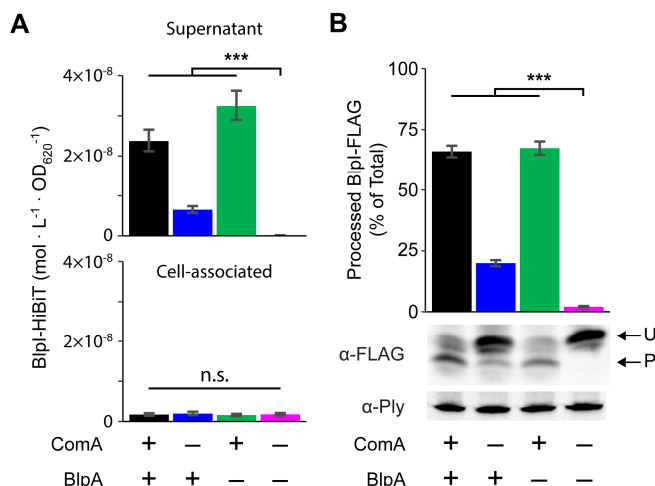 A
Supernatant
***
4×10⁻⁸
2×10⁻⁸
0
BlpI-HiBiT (mol · L⁻¹ · OD₆₂₀⁻¹)
Cell-associated
4×10⁻⁸
2×10⁻⁸
n.s.
0
ComA + – + –
BlpA + + – –
B
***
100
75
50
25
0
Processed BlpI-FLAG
(% of Total)
α-FLAG
U
P
α-Ply
ComA + – + –
BlpA + + – –